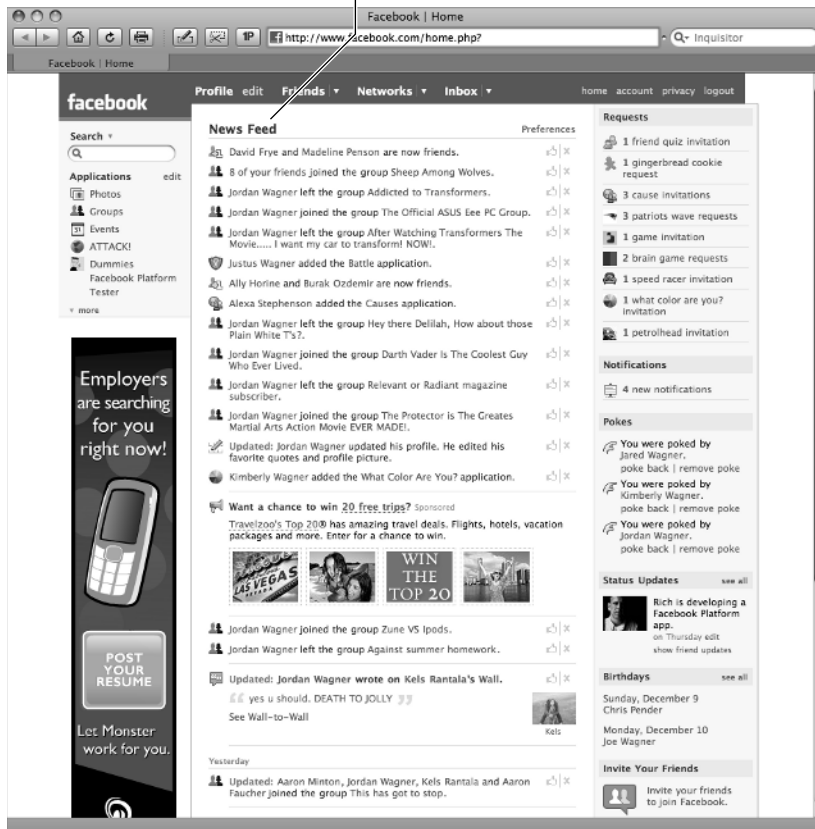 Facebook | Home
1P
http://www.facebook.com/home.php?
Inquisitor
Facebook | Home
facebook
Profile edit Friends Networks Inbox
home account privacy logout
Search
Applications edit
Photos
Groups
31 Events
ATTACK!
Dummies
Facebook Platform
Tester
more
Employers
are searching
for you
right now!
POST
YOUR
RESUME
Let Monster
work for you.
News Feed Preferences
David Frye and Madeline Penson are now friends.
8 of your friends joined the group Sheep Among Wolves.
Jordan Wagner left the group Addicted to Transformers.
Jordan Wagner joined the group The Official ASUS Eee PC Group.
Jordan Wagner left the group After Watching Transformers The
Movie..... I want my car to transform! NOW!.
Justus Wagner added the Battle application.
Ally Horine and Burak Ozdemir are now friends.
Alexa Stephenson added the Causes application.
Jordan Wagner left the group Hey there Delilah, How about those
Plain White T's?.
Jordan Wagner joined the group Darth Vader Is The Coolest Guy
Who Ever Lived.
Jordan Wagner left the group Relevant or Radiant magazine
subscriber.
Jordan Wagner joined the group The Protector is The Greates
Martial Arts Action Movie EVER MADE!.
Updated: Jordan Wagner updated his profile. He edited his
favorite quotes and profile picture.
Kimberly Wagner added the What Color Are You? application.
Want a chance to win 20 free trips? Sponsored
Travelzoo's Top 20® has amazing travel deals. Flights, hotels, vacation
packages and more. Enter for a chance to win.
LAS VEGAS
WIN
THE
TOP 20
Jordan Wagner joined the group Zune VS Ipods.
Jordan Wagner left the group Against summer homework.
Updated: Jordan Wagner wrote on Kels Rantala's Wall.
yes u should. DEATH TO JOLLY
See Wall-to-Wall
Kels
Yesterday
Updated: Aaron Minton, Jordan Wagner, Kels Rantala and Aaron
Faucher joined the group This has got to stop.
Requests
1 friend quiz invitation
1 gingerbread cookie
request
3 cause invitations
3 patriots wave requests
1 game invitation
2 brain game requests
1 speed racer invitation
1 what color are you?
invitation
1 petrolhead invitation
Notifications
4 new notifications
Pokes
You were poked by
Jared Wagner.
poke back | remove poke
You were poked by
Kimberly Wagner.
poke back | remove poke
You were poked by
Jordan Wagner.
poke back | remove poke
Status Updates see all
Rich is developing a
Facebook Platform
app.
on Thursday edit
show friend updates
Birthdays see all
Sunday, December 9
Chris Pender
Monday, December 10
Joe Wagner
Invite Your Friends
Invite your friends
to join Facebook.